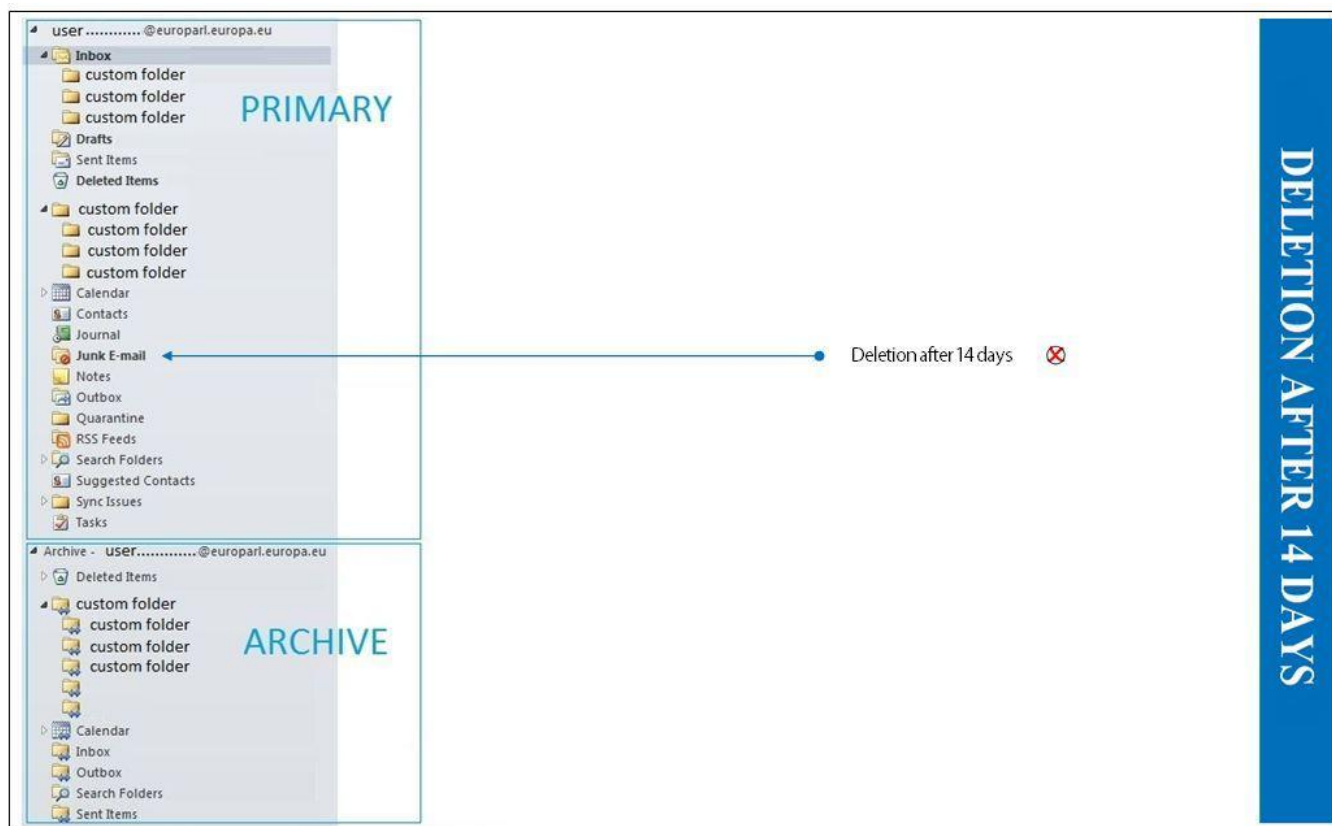 user ............ @europarl.europa.eu
Inbox
custom folder
custom folder
custom folder
PRIMARY
Drafts
Sent Items
Deleted Items
custom folder
custom folder
custom folder
custom folder
Calendar
Contacts
Journal
Junk E-mail
Deletion after 14 days
Notes
Outbox
Quarantine
RSS Feeds
Search Folders
Suggested Contacts
Sync Issues
Tasks
Archive - user.............@europarl.europa.eu
Deleted Items
custom folder
custom folder
custom folder
custom folder
ARCHIVE
Calendar
Inbox
Outbox
Search Folders
Sent Items
DELETION AFTER 14 DAYS